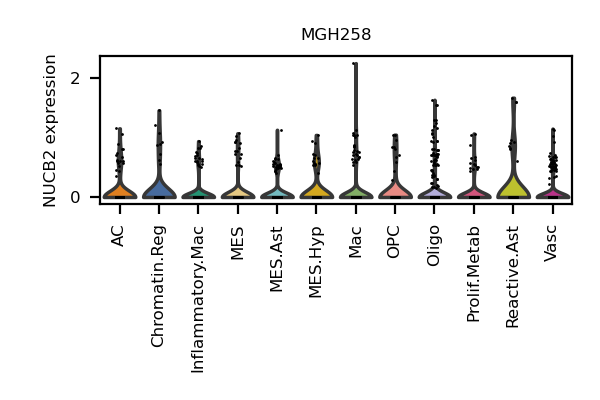 MGH258
NUCB2 expression
2
0
AC
Chromatin.Reg
Inflammatory.Mac
MES
MES.Ast
MES.Hyp
Mac
OPC
Oligo
Prolif.Metab
Reactive.Ast
Vasc